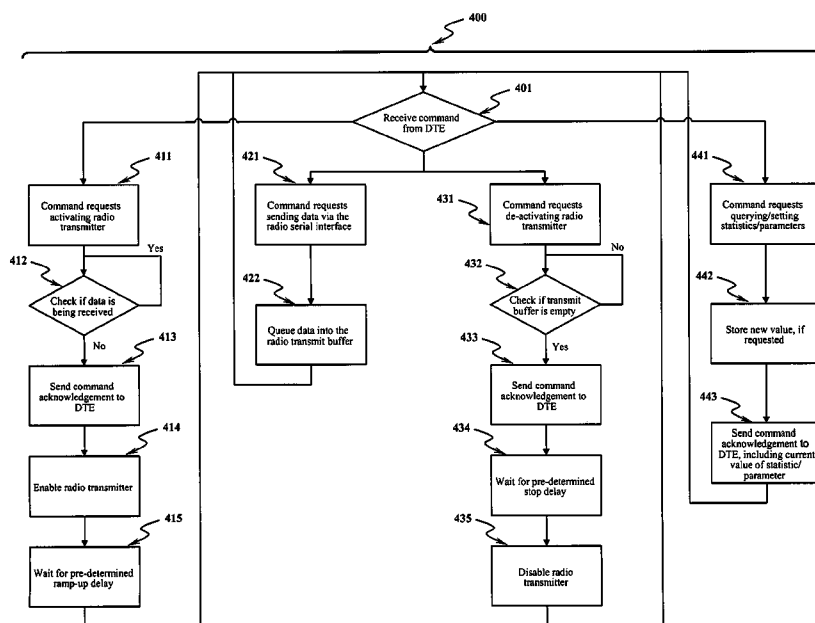 400
401
Receive command
from DTE
411
Command requests
activating radio
transmitter
Yes
412
Check if data is
being received
No
413
Send command
acknowledgement to
DTE
414
Enable radio transmitter
415
Wait for pre-determined
ramp-up delay
421
Command requests
sending data via the
radio serial interface
422
Queue data into the
radio transmit buffer
431
Command requests
de-activating radio
transmitter
No
432
Check if transmit
buffer is empty
Yes
433
Send command
acknowledgement to
DTE
434
Wait for pre-determined
stop delay
435
Disable radio
transmitter
441
Command requests
querying/setting
statistics/parameters
442
Store new value, if
requested
443
Send command
acknowledgement to
DTE, including current
value of statistic/
parameter